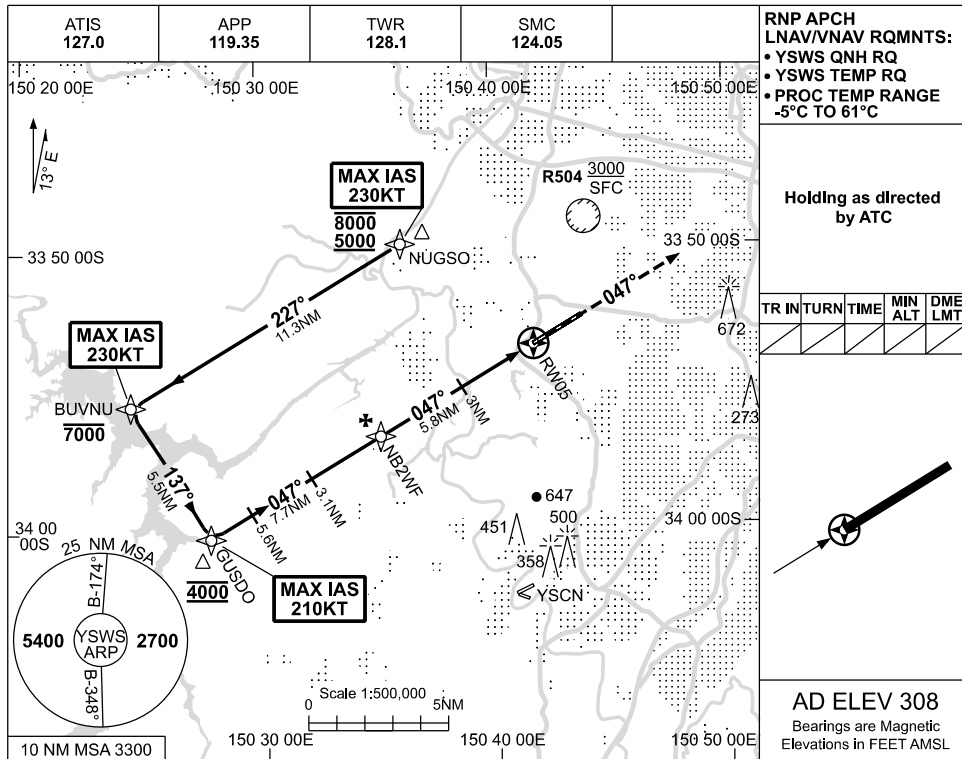 ATIS
127.0
APP
119.35
TWR
128.1
SMC
124.05
RNP APCH
LNAV/VNAV RQMNTS:
• YSWS QNH RQ
• YSWS TEMP RQ
• PROC TEMP RANGE
-5°C TO 61°C
150 20 00E
150 30 00E
150 40 00E
150 50 00E
13° E
MAX IAS
230KT
8000
5000
NUGSO
R504 3000
SFC
Holding as directed
by ATC
33 50 00S
33 50 00S
047°
227°
11.3NM
672
TR IN
TURN
TIME
MIN
ALT
DME
LMT
MAX IAS
230KT
RW05
BUVNU
7000
3NM
047°
5.8NM
273
NB2WF
137°
5.5NM
047°
7.7NM
3.1NM
5.6NM
647
451
500
34 00
00S
34 00 00S
358
GUSDO
4000
MAX IAS
210KT
YSCN
25 NM MSA
B-174°
5400
YSWS
ARP
2700
B-348°
10 NM MSA 3300
Scale 1:500,000
0
5NM
150 30 00E
150 40 00E
150 50 00E
AD ELEV 308
Bearings are Magnetic
Elevations in FEET AMSL